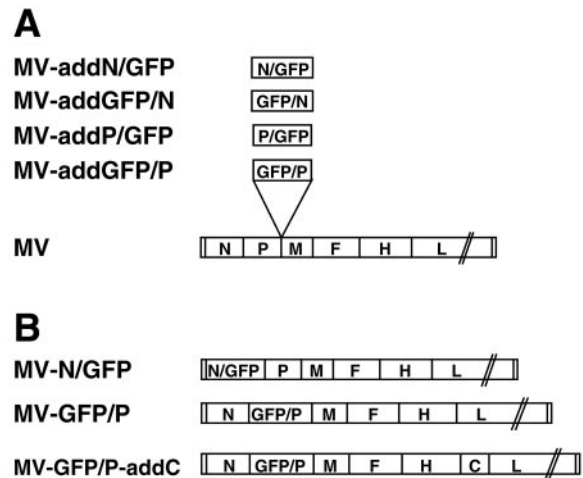 A
MV-addN/GFP N/GFP
MV-addGFP/N GFP/N
MV-addP/GFP P/GFP
MV-addGFP/P GFP/P
MV N P M F H L
B
MV-N/GFP N/GFP P M F H L
MV-GFP/P N GFP/P M F H L
MV-GFP/P-addC N GFP/P M F H C L